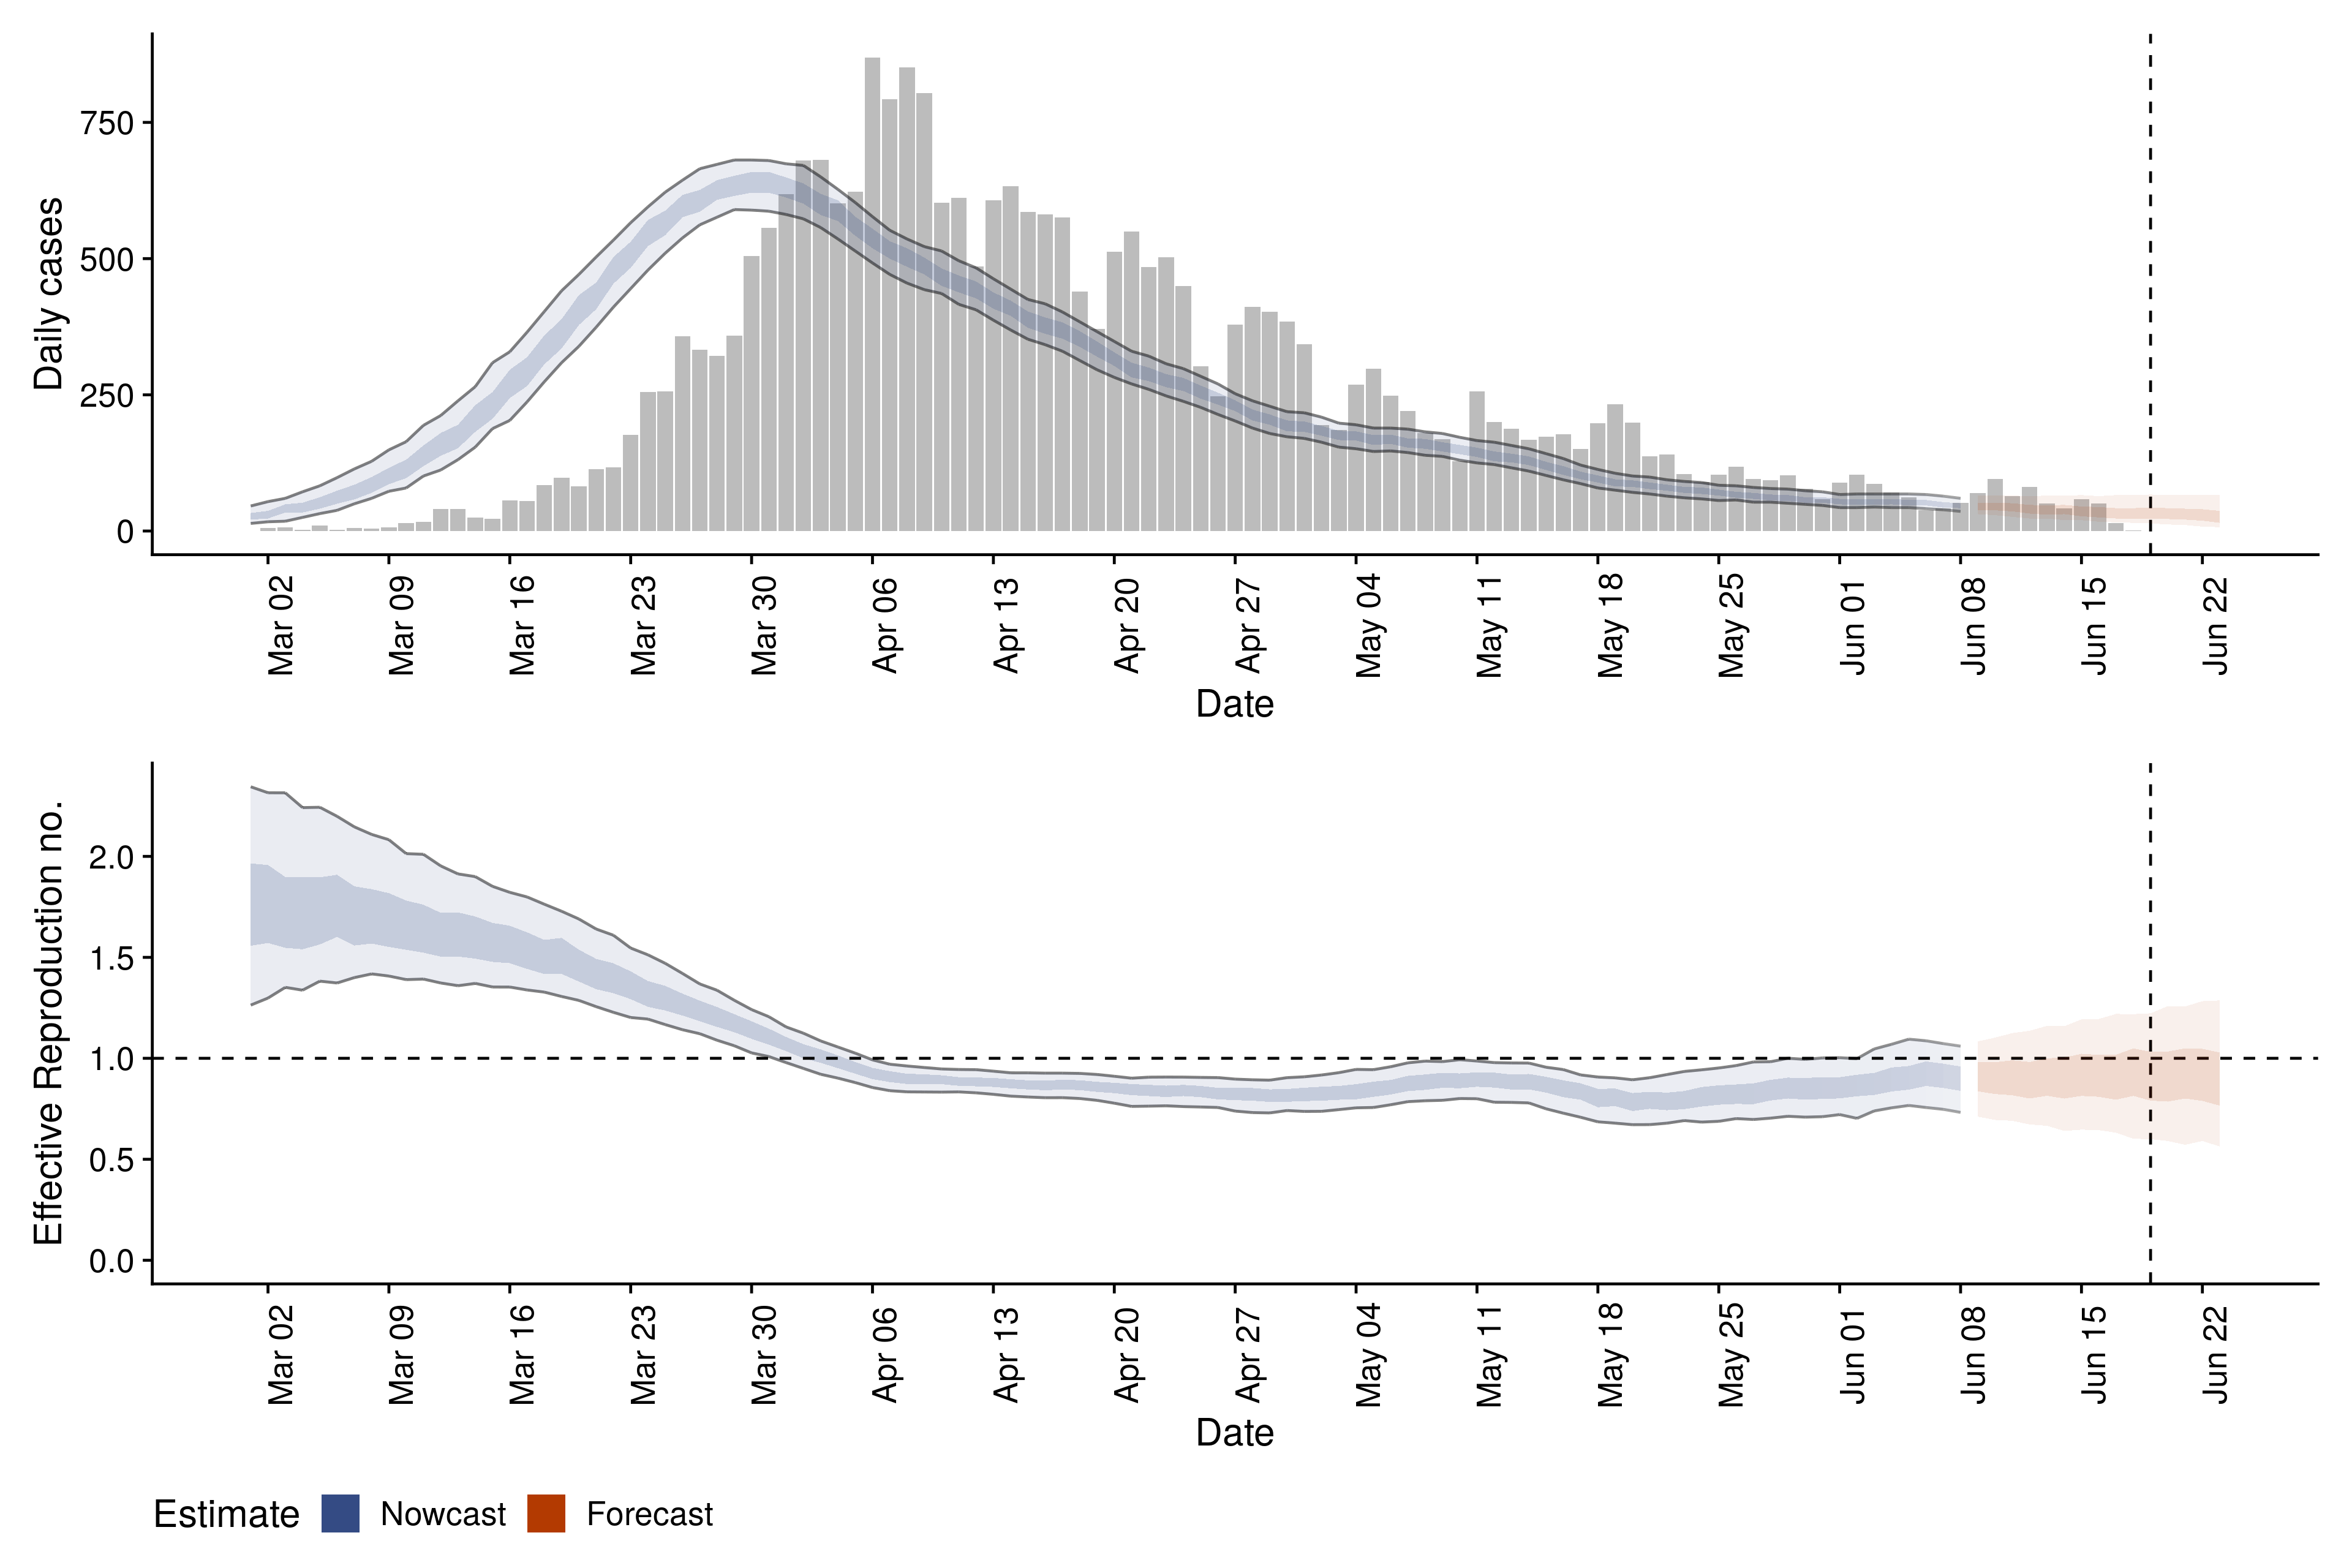 Daily cases
750
500
250
0
Mar 02
Mar 09
Mar 16
Mar 23
Mar 30
Apr 06
Apr 13
Apr 20
Apr 27
May 04
May 11
May 18
May 25
Jun 01
Jun 08
Jun 15
Jun 22
Date
Effective Reproduction no.
2.0
1.5
1.0
0.5
0.0
Mar 02
Mar 09
Mar 16
Mar 23
Mar 30
Apr 06
Apr 13
Apr 20
Apr 27
May 04
May 11
May 18
May 25
Jun 01
Jun 08
Jun 15
Jun 22
Date
Estimate Nowcast Forecast